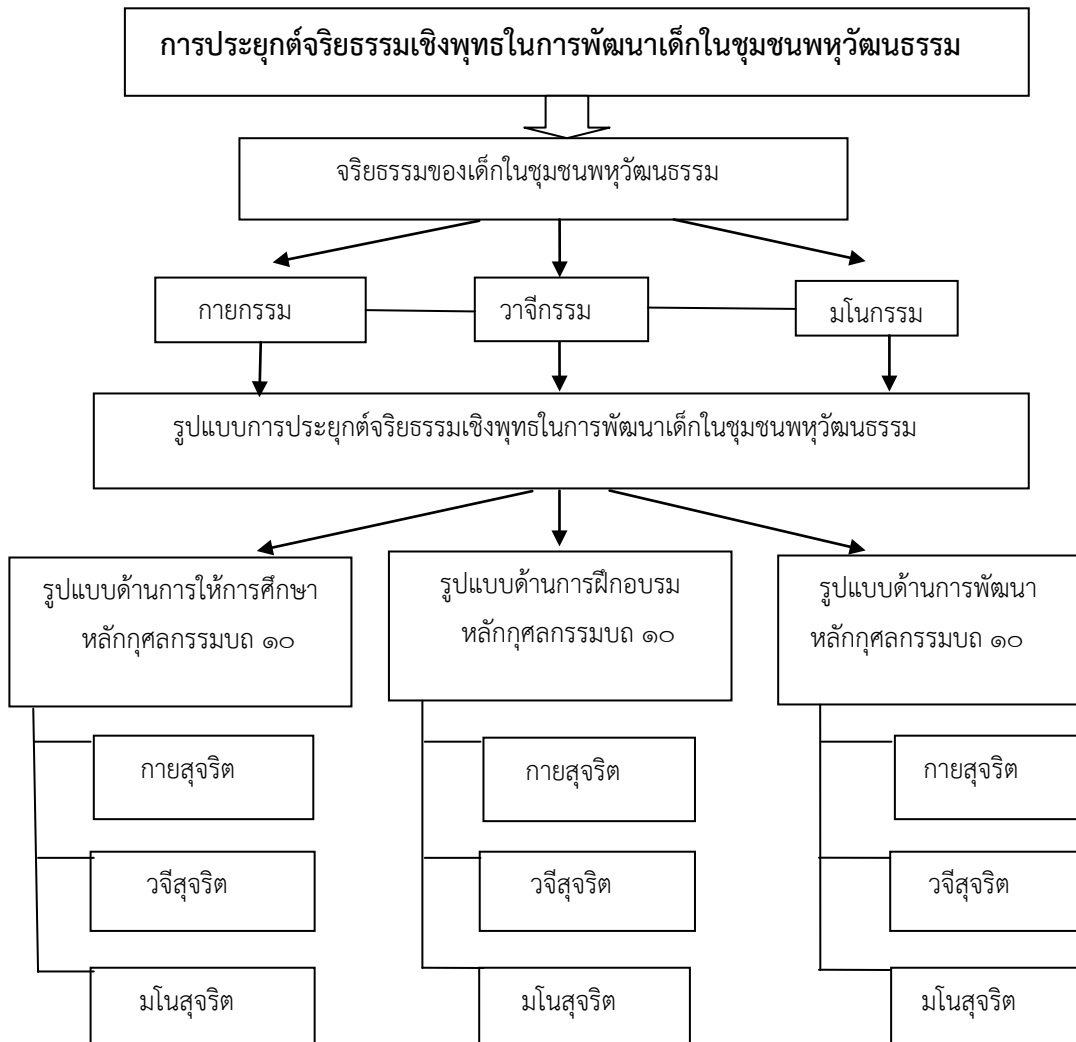 การประยุกต์จริยธรรมเชิงพุทธในการพัฒนาเด็กในชุมชนพหุวัฒนธรรม
จริยธรรมของเด็กในชุมชนพหุวัฒนธรรม
กายกรรม
วาจีกรรม
มโนกรรม
รูปแบบการประยุกต์จริยธรรมเชิงพุทธในการพัฒนาเด็กในชุมชนพหุวัฒนธรรม
รูปแบบด้านการให้การศึกษา
หลักกุศลกรรมบถ ๑๐
กายสุจริต
วจีสุจริต
มโนสุจริต
รูปแบบด้านการฝึกอบรม
หลักกุศลกรรมบถ ๑๐
กายสุจริต
วจีสุจริต
มโนสุจริต
รูปแบบด้านการพัฒนา
หลักกุศลกรรมบถ ๑๐
กายสุจริต
วจีสุจริต
มโนสุจริต